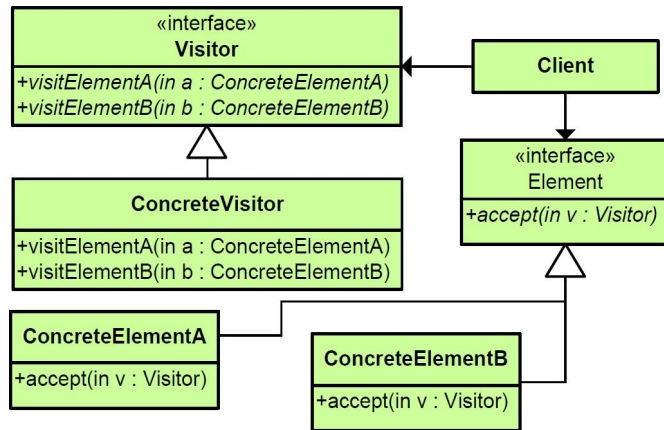 «interface»
Visitor
+visitElementA(in a : ConcreteElementA)
+visitElementB(in b : ConcreteElementB)
Client
«interface»
Element
+accept(in v : Visitor)
ConcreteVisitor
+visitElementA(in a : ConcreteElementA)
+visitElementB(in b : ConcreteElementB)
ConcreteElementA
+accept(in v : Visitor)
ConcreteElementB
+accept(in v : Visitor)